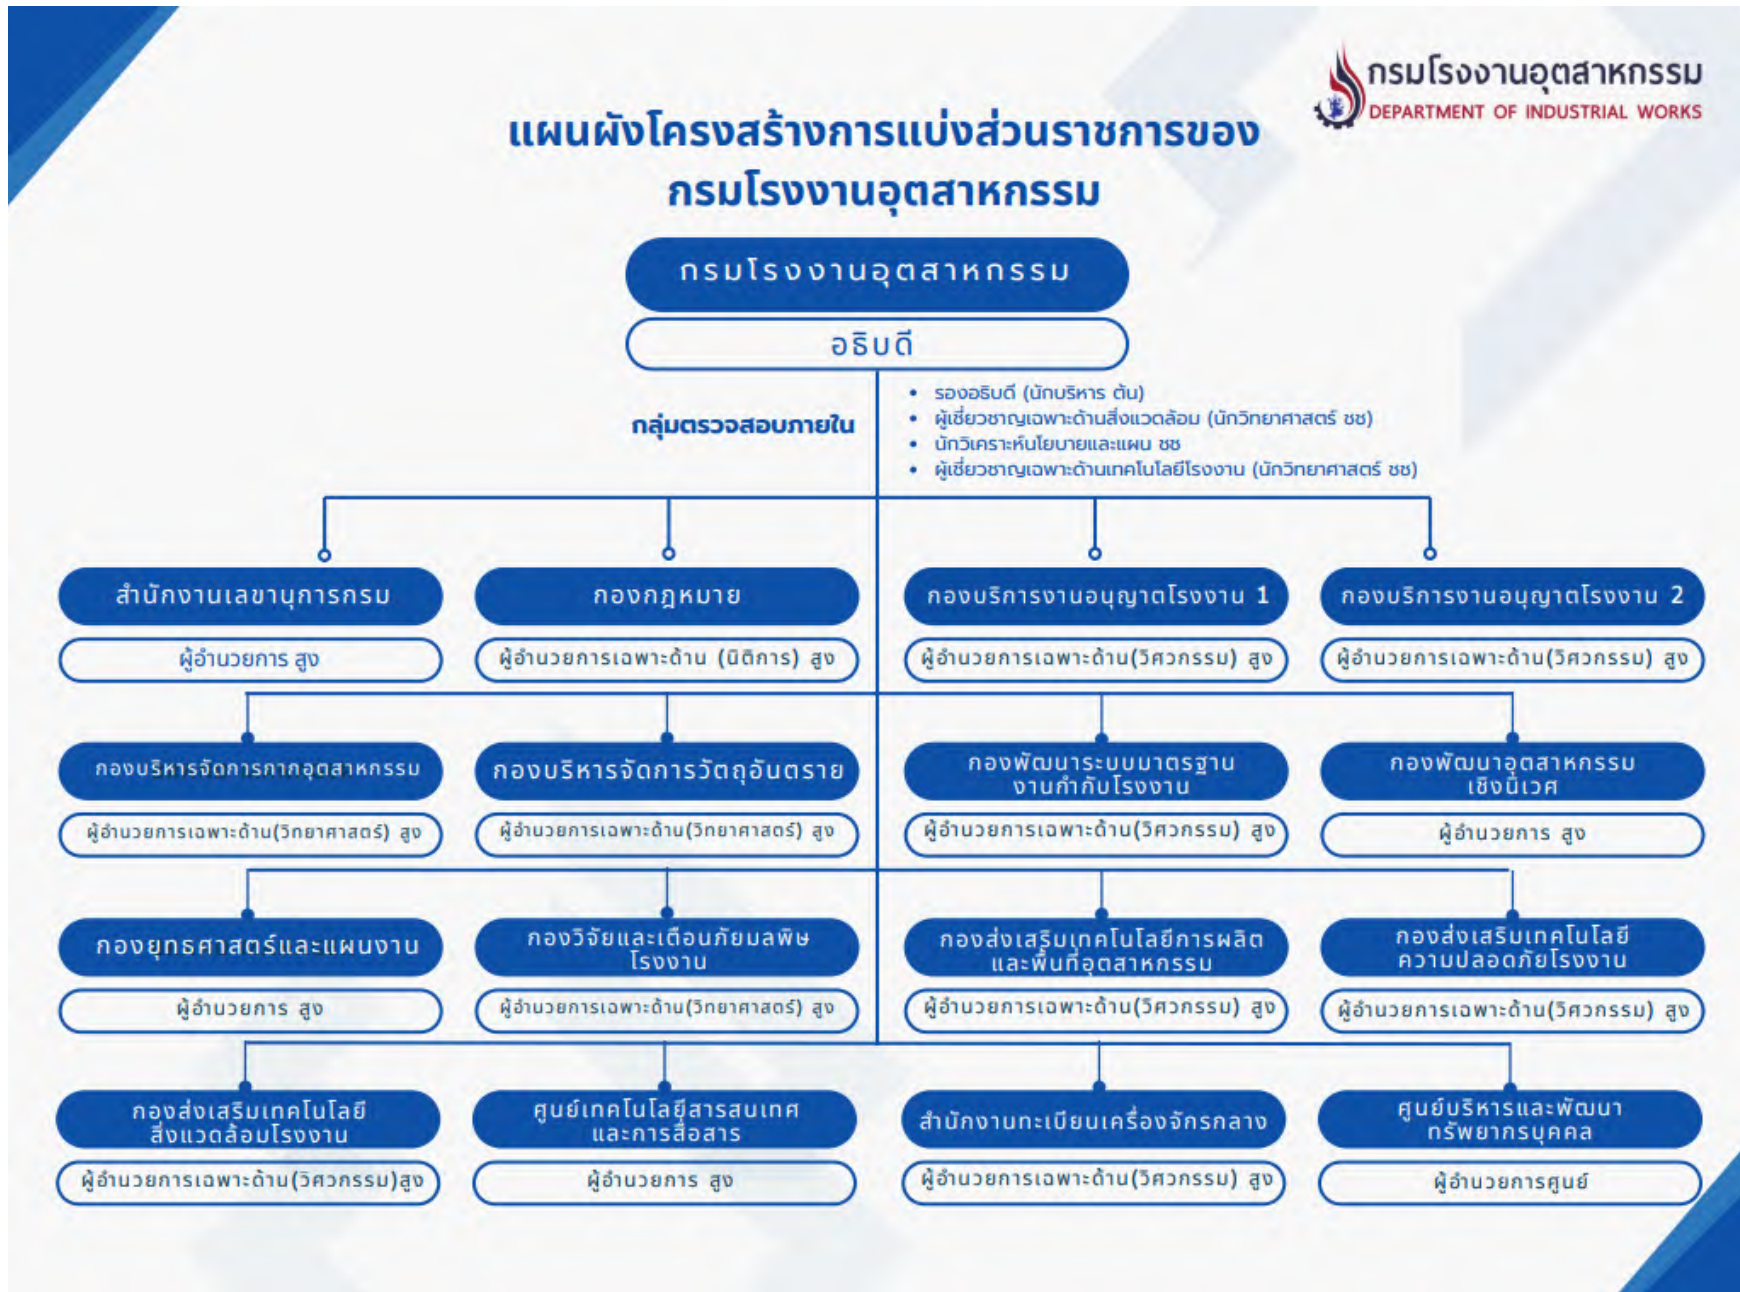 กรมโรงงานอุตสาหกรรม
DEPARTMENT OF INDUSTRIAL WORKS
แผนผังโครงสร้างการแบ่งส่วนราชการของ
กรมโรงงานอุตสาหกรรม
กรมโรงงานอุตสาหกรรม
อธิบดี
กลุ่มตรวจสอบภายใน
• รองอธิบดี (นักบริหาร ต้น)
• ผู้เชี่ยวชาญเฉพาะด้านสิ่งแวดล้อม (นักวิทยาศาสตร์ ชช)
• นักวิเคราะห์นโยบายและแผน ชช
• ผู้เชี่ยวชาญเฉพาะด้านเทคโนโลยีโรงงาน (นักวิทยาศาสตร์ ชช)
สำนักงานเลขานุการกรม
ผู้อำนวยการ สูง
กองกฎหมาย
ผู้อำนวยการเฉพาะด้าน (นิติการ) สูง
กองบริการงานอนุญาตโรงงาน 1
ผู้อำนวยการเฉพาะด้าน(วิศวกรรม) สูง
กองบริการงานอนุญาตโรงงาน 2
ผู้อำนวยการเฉพาะด้าน(วิศวกรรม) สูง
กองบริหารจัดการกากอุตสาหกรรม
ผู้อำนวยการเฉพาะด้าน(วิทยาศาสตร์) สูง
กองบริหารจัดการวัตถุอันตราย
ผู้อำนวยการเฉพาะด้าน(วิทยาศาสตร์) สูง
กองพัฒนาระบบมาตรฐาน
งานกำกับโรงงาน
ผู้อำนวยการเฉพาะด้าน(วิศวกรรม) สูง
กองพัฒนาอุตสาหกรรม
เชิงนิเวศ
ผู้อำนวยการ สูง
กองยุทธศาสตร์และแผนงาน
ผู้อำนวยการ สูง
กองวิจัยและเตือนภัยมลพิษ
โรงงาน
ผู้อำนวยการเฉพาะด้าน(วิทยาศาสตร์) สูง
กองส่งเสริมเทคโนโลยีการผลิต
และพื้นที่อุตสาหกรรม
ผู้อำนวยการเฉพาะด้าน(วิศวกรรม) สูง
กองส่งเสริมเทคโนโลยี
ความปลอดภัยโรงงาน
ผู้อำนวยการเฉพาะด้าน(วิศวกรรม) สูง
กองส่งเสริมเทคโนโลยี
สิ่งแวดล้อมโรงงาน
ผู้อำนวยการเฉพาะด้าน(วิศวกรรม)สูง
ศูนย์เทคโนโลยีสารสนเทศ
และการสื่อสาร
ผู้อำนวยการ สูง
สำนักงานทะเบียนเครื่องจักรกลาง
ผู้อำนวยการเฉพาะด้าน(วิศวกรรม) สูง
ศูนย์บริหารและพัฒนา
ทรัพยากรบุคคล
ผู้อำนวยการศูนย์